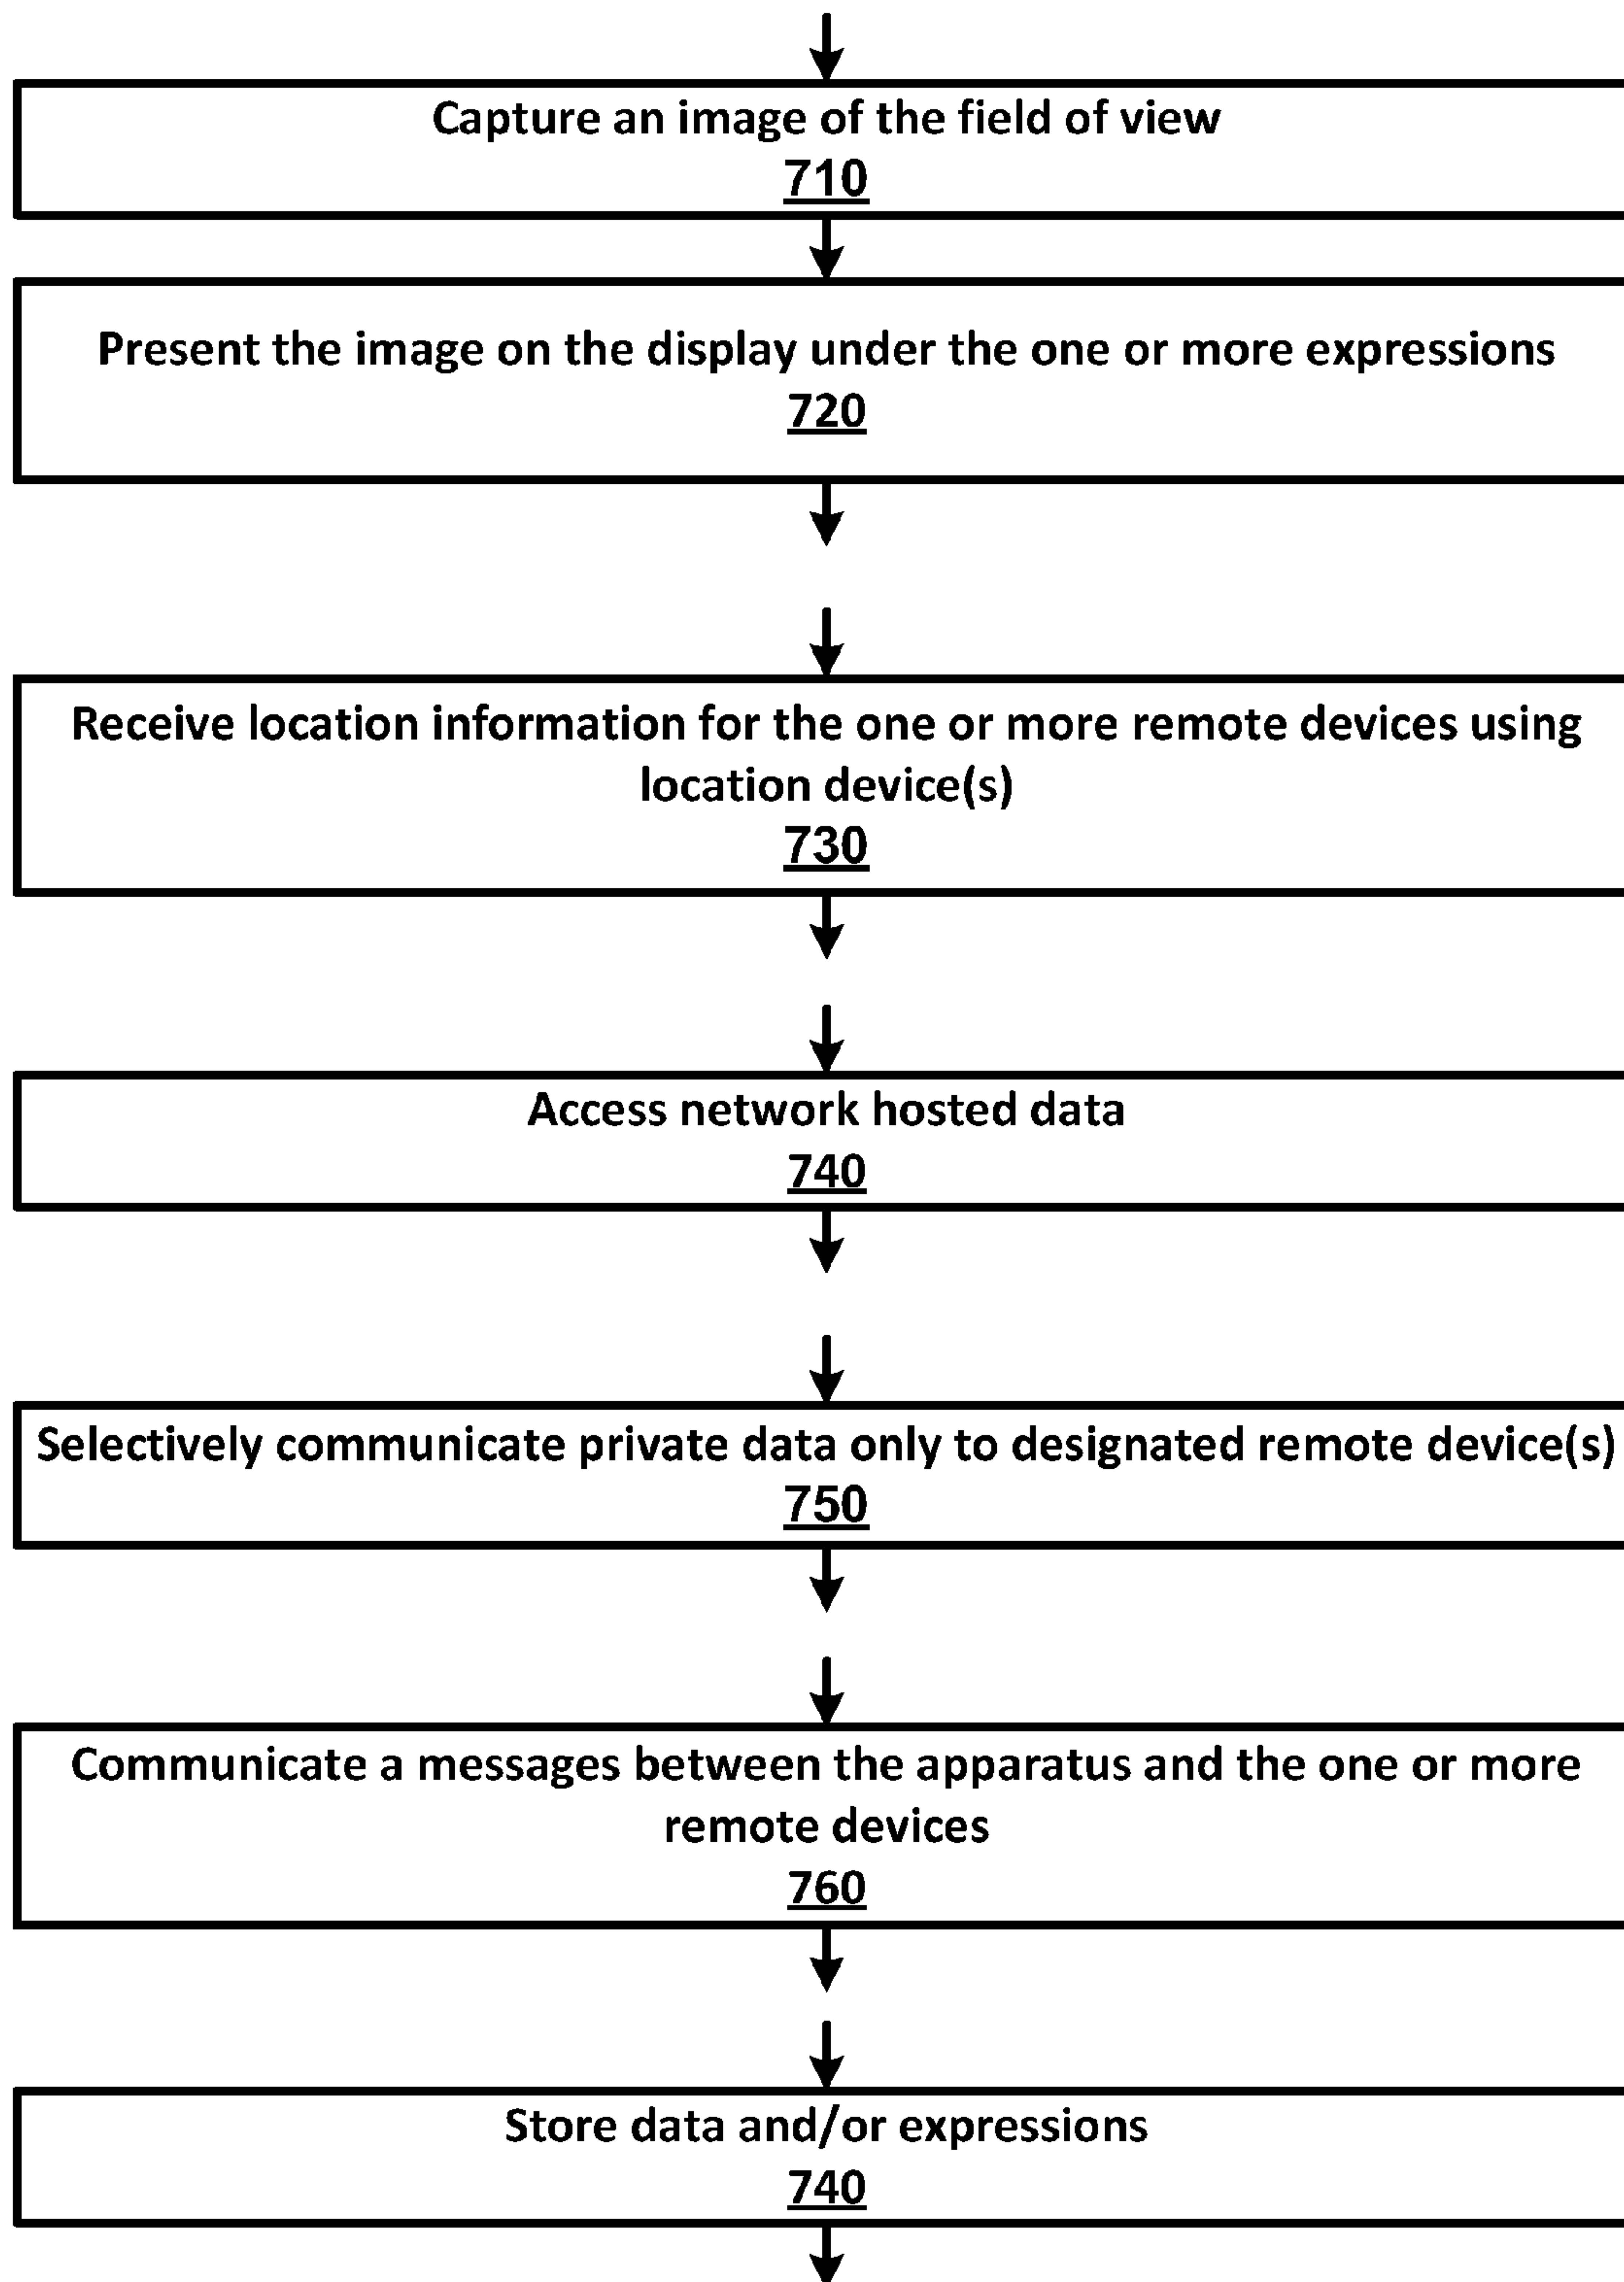 Capture an image of the field of view
710
Present the image on the display under the one or more expressions
720
Receive location information for the one or more remote devices using
location device(s)
730
Access network hosted data
740
Selectively communicate private data only to designated remote device(s)
750
Communicate a messages between the apparatus and the one or more
remote devices
760
Store data and/or expressions
740